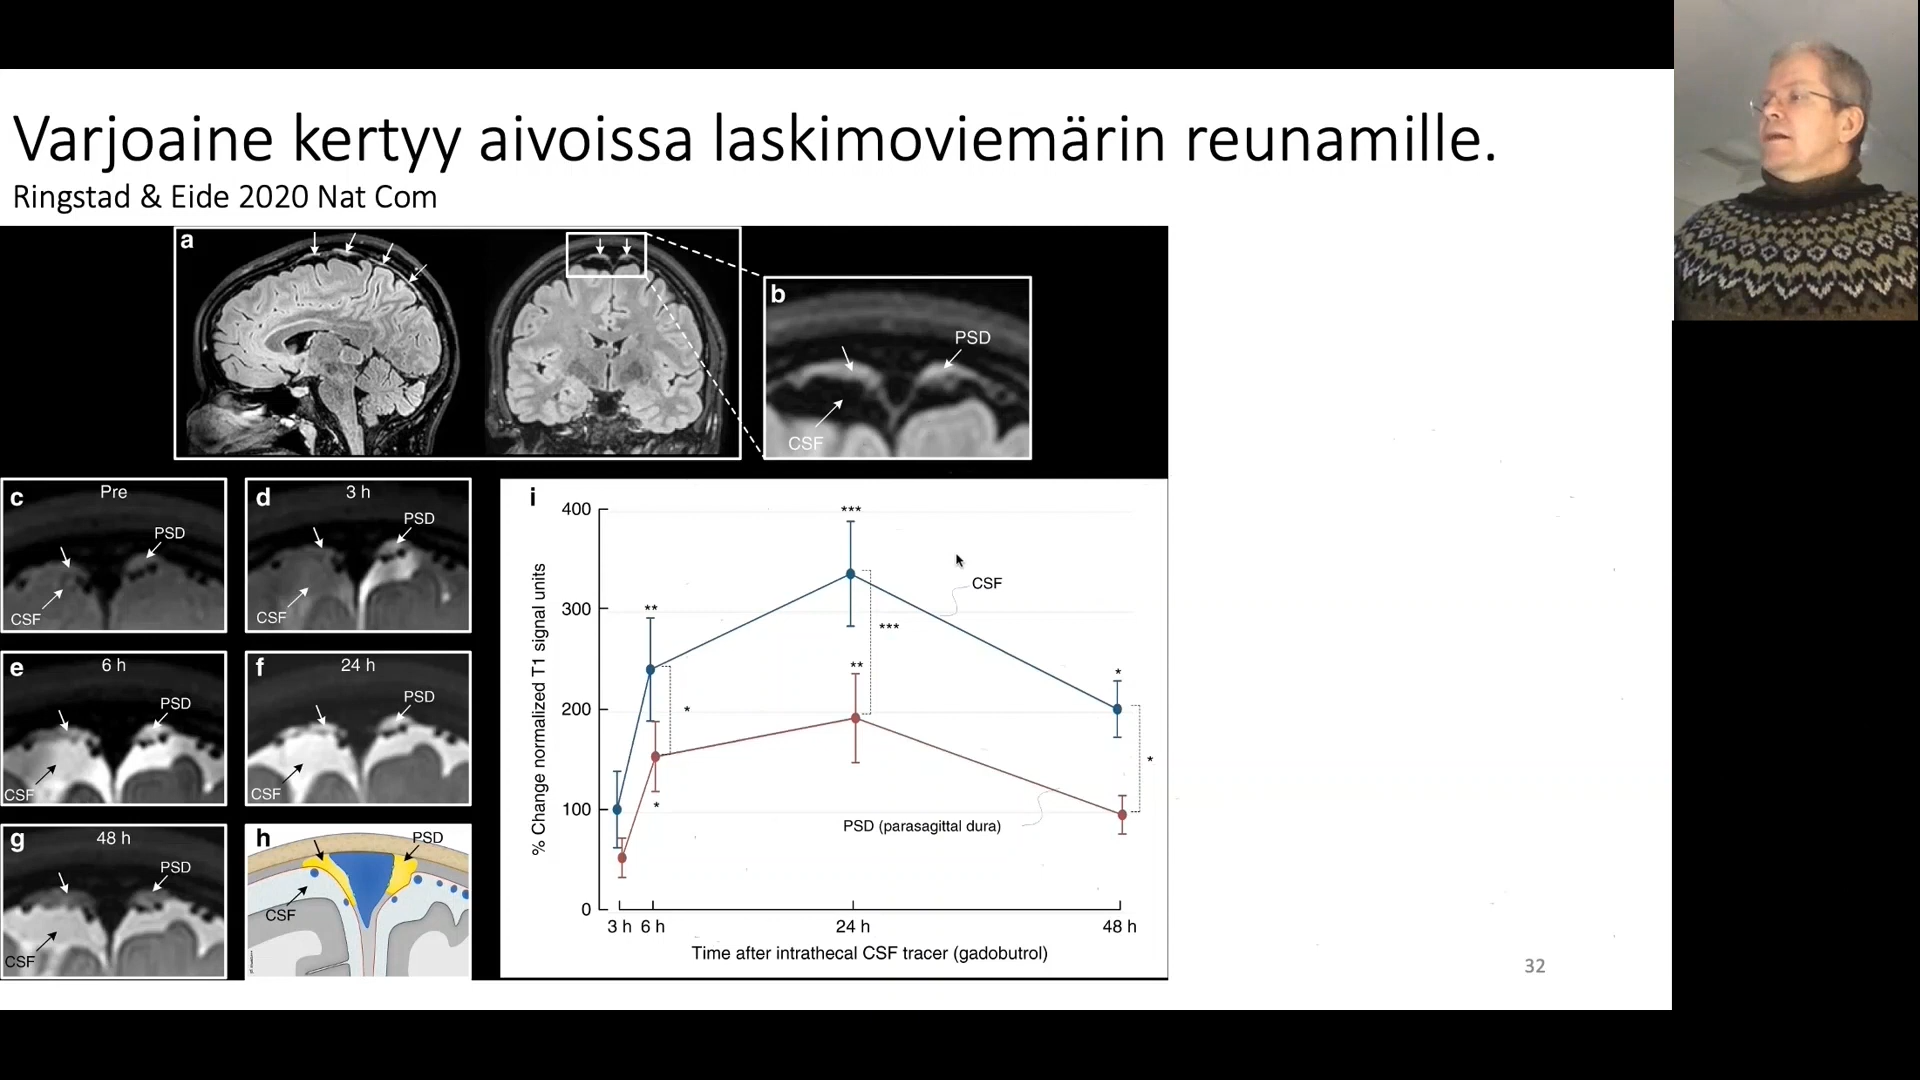 Varjoaine kertyy aivoissa laskimoviemärin reunamille.
Ringstad & Eide 2020 Nat Com
a
b
PSD
CSF
c
Pre
PSD
CSF
d
3 h
PSD
CSF
e
6 h
PSD
CSF
f
24 h
PSD
CSF
g
48 h
PSD
CSF
h
PSD
CSF
i
% Change normalized T1 signal units
400
300
200
100
0
***
**
CSF
***
**
*
*
*
*
PSD (parasagittal dura)
3 h 6 h 24 h 48 h
Time after intrathecal CSF tracer (gadobutrol)
32